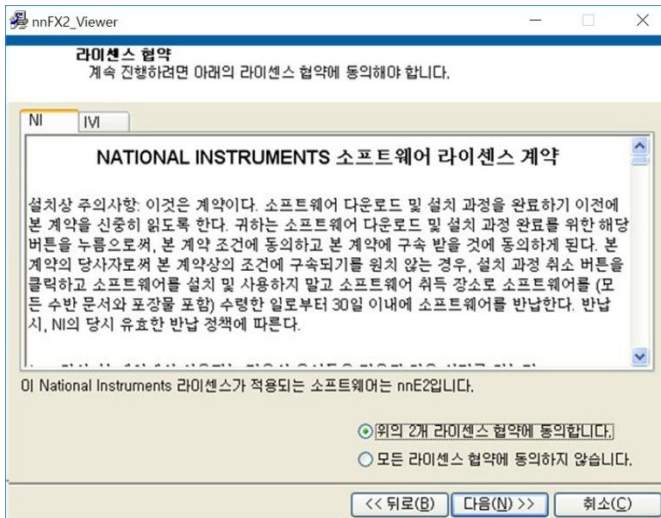 nnFX2_Viewer
라이센스 협약
계속 진행하려면 아래의 라이센스 협약에 동의해야 합니다.
NI
IVI
NATIONAL INSTRUMENTS 소프트웨어 라이센스 계약
설치상 주의사항: 이것은 계약이다. 소프트웨어 다운로드 및 설치 과정을 완료하기 이전에
본 계약을 신중히 읽도록 한다. 귀하는 소프트웨어 다운로드 및 설치 과정 완료를 위한 해당
버튼을 누름으로써, 본 계약 조건에 동의하고 본 계약에 구속 받을 것에 동의하게 된다. 본
계약의 당사자로써 본 계약상의 조건에 구속되기를 원치 않는 경우, 설치 과정 취소 버튼을
클릭하고 소프트웨어를 설치 및 사용하지 말고 소프트웨어 취득 장소로 소프트웨어를 (모
든 수반 문서와 포장물 포함) 수령한 일로부터 30일 이내에 소프트웨어를 반납한다. 반납
시, NI의 당시 유효한 반납 정책에 따른다.
이 National Instruments 라이센스가 적용되는 소프트웨어는 nnE2입니다.
위의 2개 라이센스 협약에 동의합니다.
모든 라이센스 협약에 동의하지 않습니다.
<< 뒤로(B) 다음(N) >> 취소(C)